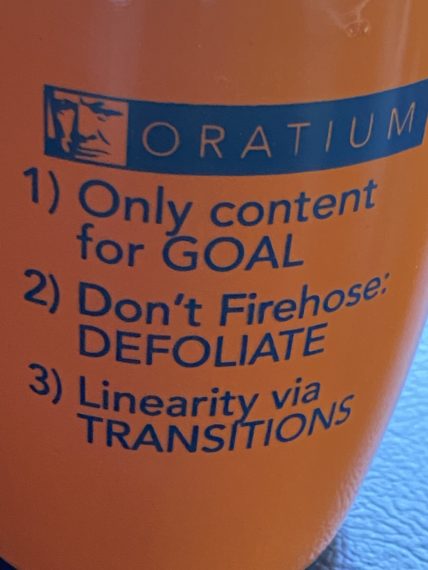 ORATIUM
1) Only content
for GOAL
2) Don't Firehose:
DEFOLIATE
3) Linearity via
TRANSITIONS